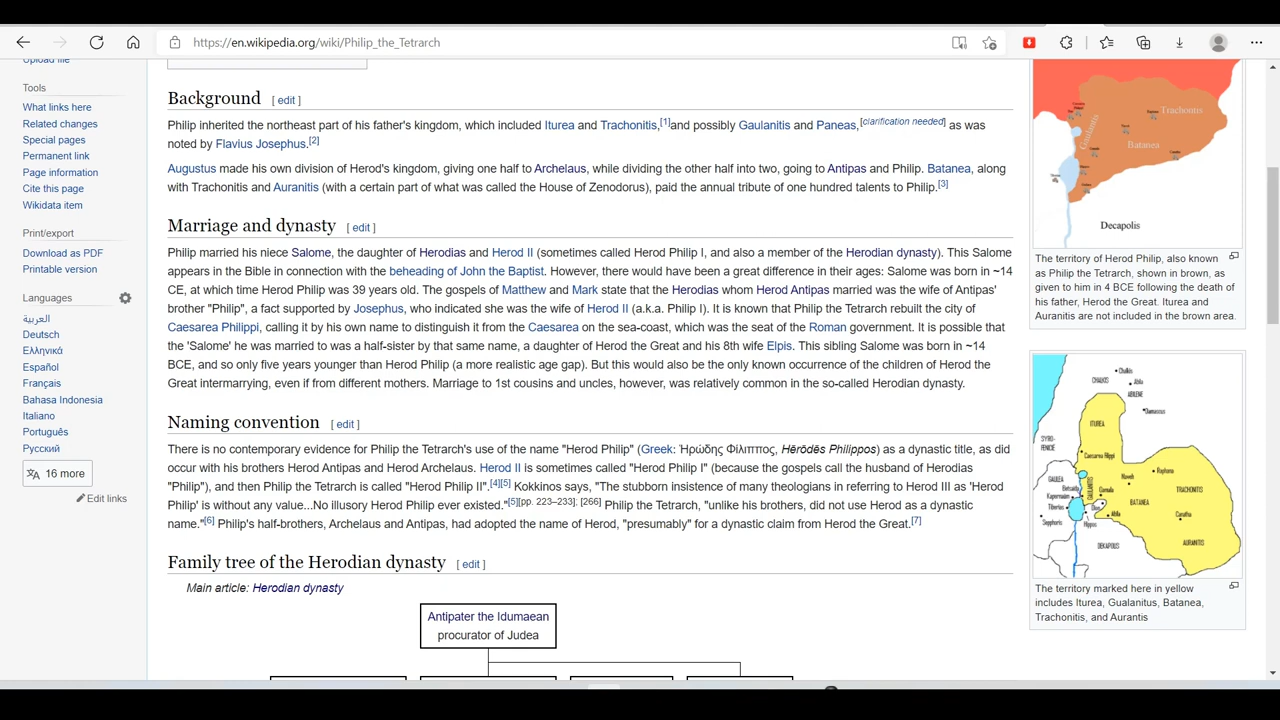 https://en.wikipedia.org/wiki/Philip_the_Tetrarch
Upload file
Tools
What links here
Related changes
Special pages
Permanent link
Page information
Cite this page
Wikidata item
Print/export
Download as PDF
Printable version
Languages
العربية
Deutsch
Ελληνικά
Español
Français
Bahasa Indonesia
Italiano
Português
Русский
16 more
Edit links
Background [ edit ]
Philip inherited the northeast part of his father's kingdom, which included Iturea and Trachonitis,[1]and possibly Gaulanitis and Paneas,[clarification needed] as was
noted by Flavius Josephus.[2]
Augustus made his own division of Herod's kingdom, giving one half to Archelaus, while dividing the other half into two, going to Antipas and Philip. Batanea, along
with Trachonitis and Auranitis (with a certain part of what was called the House of Zenodorus), paid the annual tribute of one hundred talents to Philip.[3]
Marriage and dynasty [ edit ]
Philip married his niece Salome, the daughter of Herodias and Herod II (sometimes called Herod Philip I, and also a member of the Herodian dynasty). This Salome
appears in the Bible in connection with the beheading of John the Baptist. However, there would have been a great difference in their ages: Salome was born in ~14
CE, at which time Herod Philip was 39 years old. The gospels of Matthew and Mark state that the Herodias whom Herod Antipas married was the wife of Antipas'
brother "Philip", a fact supported by Josephus, who indicated she was the wife of Herod II (a.k.a. Philip I). It is known that Philip the Tetrarch rebuilt the city of
Caesarea Philippi, calling it by his own name to distinguish it from the Caesarea on the sea-coast, which was the seat of the Roman government. It is possible that
the 'Salome' he was married to was a half-sister by that same name, a daughter of Herod the Great and his 8th wife Elpis. This sibling Salome was born in ~14
BCE, and so only five years younger than Herod Philip (a more realistic age gap). But this would also be the only known occurrence of the children of Herod the
Great intermarrying, even if from different mothers. Marriage to 1st cousins and uncles, however, was relatively common in the so-called Herodian dynasty.
Naming convention [ edit ]
There is no contemporary evidence for Philip the Tetrarch's use of the name "Herod Philip" (Greek: Ἡρώδης Φίλιππος, Hērōdēs Philippos) as a dynastic title, as did
occur with his brothers Herod Antipas and Herod Archelaus. Herod II is sometimes called "Herod Philip I" (because the gospels call the husband of Herodias
"Philip"), and then Philip the Tetrarch is called "Herod Philip II".[4][5] Kokkinos says, "The stubborn insistence of many theologians in referring to Herod III as 'Herod
Philip' is without any value...No illusory Herod Philip ever existed."[5][pp. 223–233]; [266] Philip the Tetrarch, "unlike his brothers, did not use Herod as a dynastic
name."[6] Philip's half-brothers, Archelaus and Antipas, had adopted the name of Herod, "presumably" for a dynastic claim from Herod the Great.[7]
Family tree of the Herodian dynasty [ edit ]
Main article: Herodian dynasty
Antipater the Idumaean
procurator of Judea
Trachontis
Gaulantis
Batanea
Decapolis
The territory of Herod Philip, also known
as Philip the Tetrarch, shown in brown, as
given to him in 4 BCE following the death of
his father, Herod the Great. Iturea and
Auranitis are not included in the brown area.
Chalkis
CHALKIS
Abila
ABILENE
Damascus
ITUREA
SYRO-
FENICE
Caesarea Filippi
GAULANITIS
Raphona
Naveh
TRACHONITIS
BATANEA
Gamala
Tiberias
Canatha
Sepphoris
Hippos
Abila
AURANITIS
DEKAPOLIS
The territory marked here in yellow
includes Iturea, Gualanitus, Batanea,
Trachonitis, and Aurantis